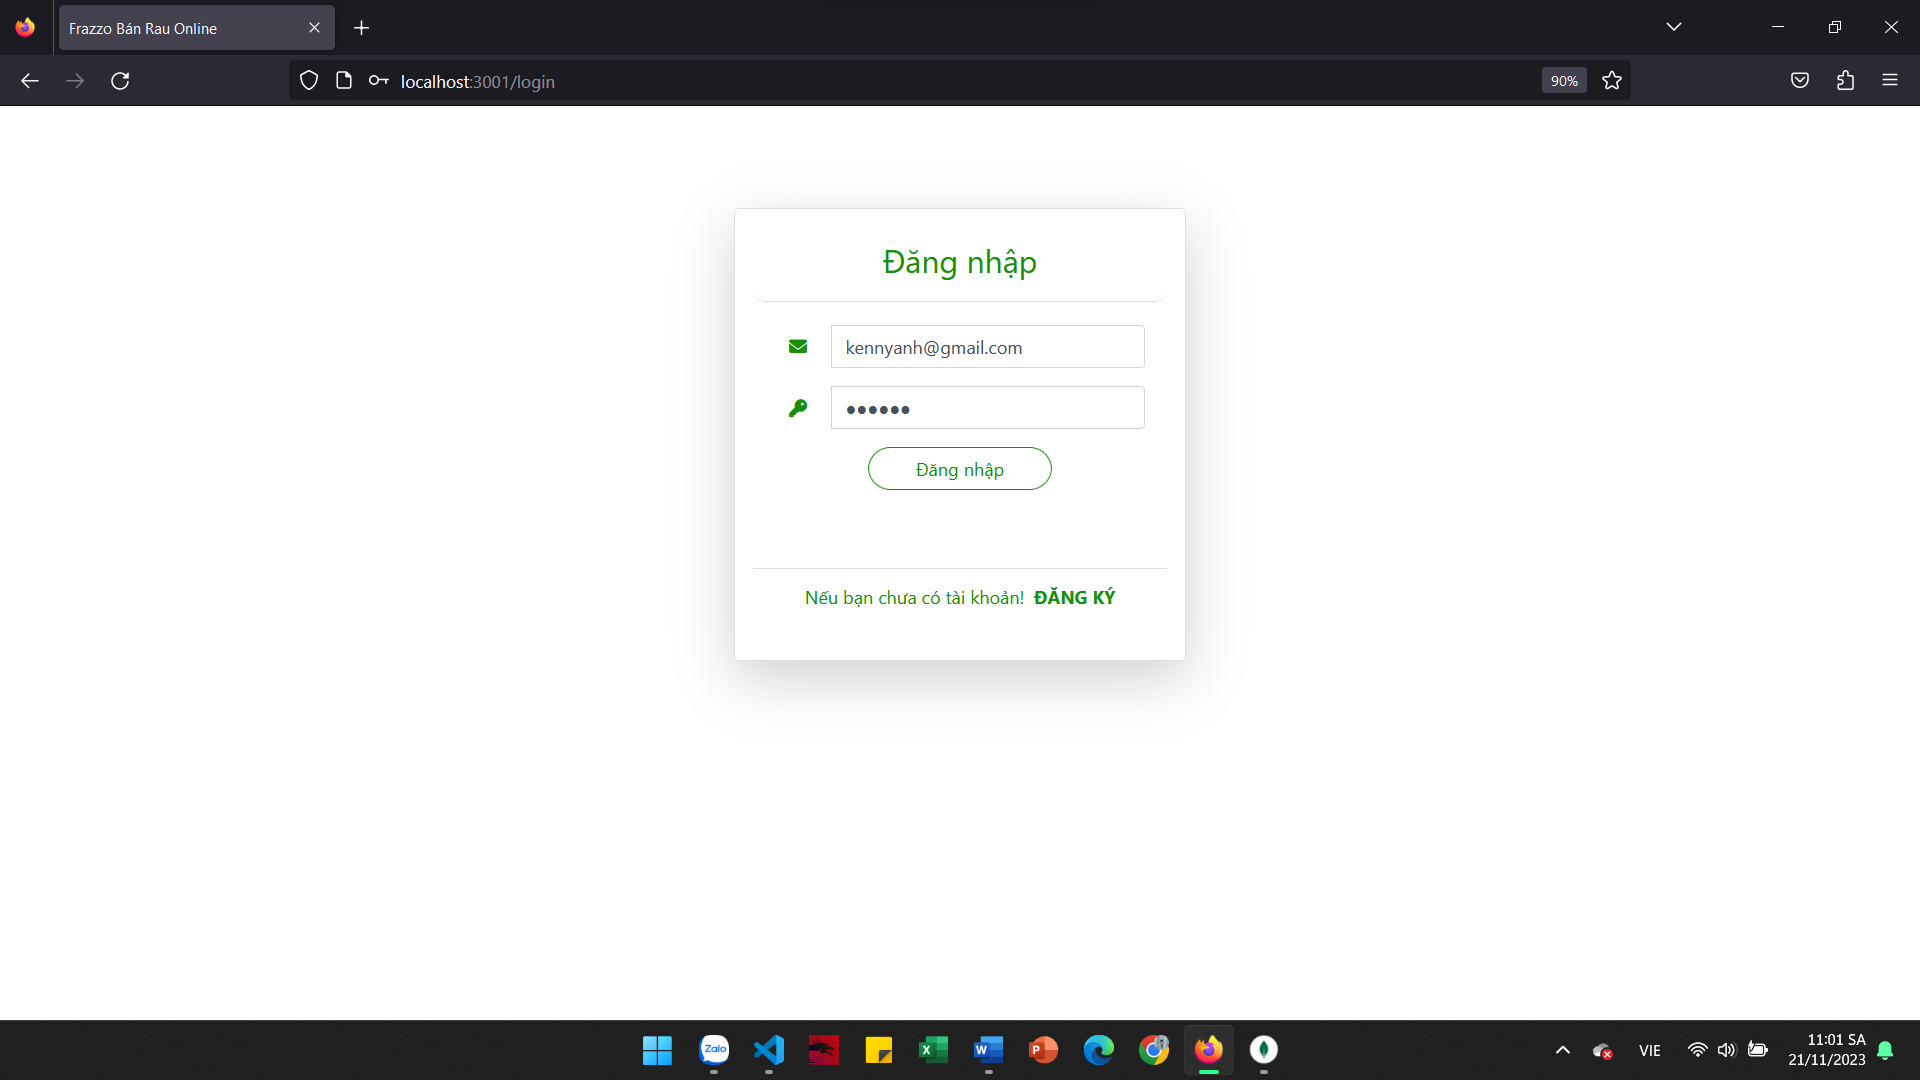 Frazzo Bán Rau Online
localhost:3001/login
90%
Đăng nhập
kennyanh@gmail.com
••••••
Đăng nhập
Nếu bạn chưa có tài khoản! ĐĂNG KÝ
Zalo
VIE
11:01 SA
21/11/2023